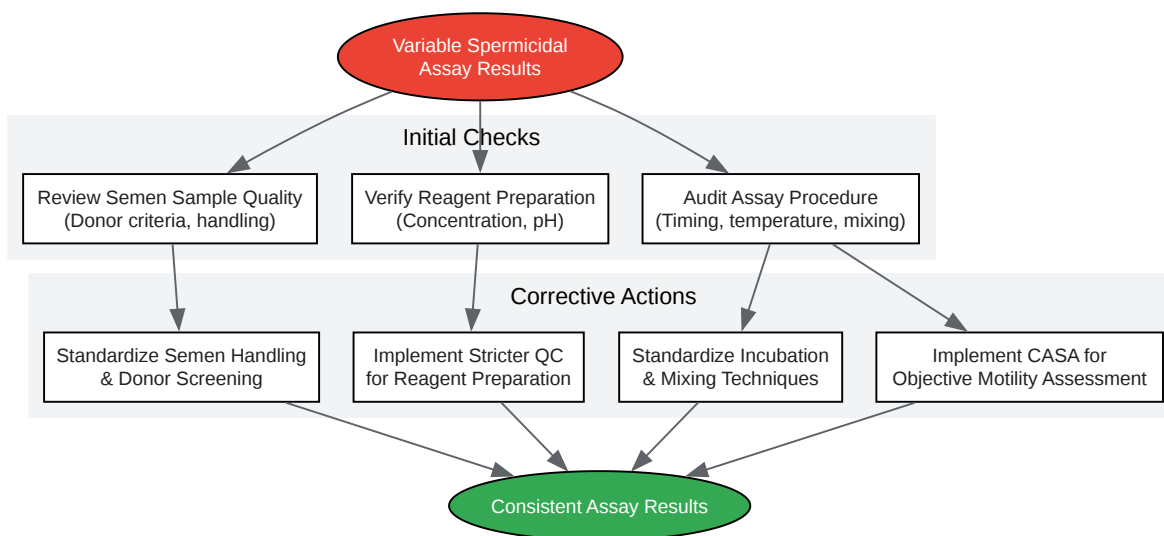 Variable Spermicidal
Assay Results
Initial Checks
Review Semen Sample Quality
(Donor criteria, handling)
Verify Reagent Preparation
(Concentration, pH)
Audit Assay Procedure
(Timing, temperature, mixing)
Corrective Actions
Standardize Semen Handling
& Donor Screening
Implement Stricter QC
for Reagent Preparation
Standardize Incubation
& Mixing Techniques
Implement CASA for
Objective Motility Assessment
Consistent Assay Results